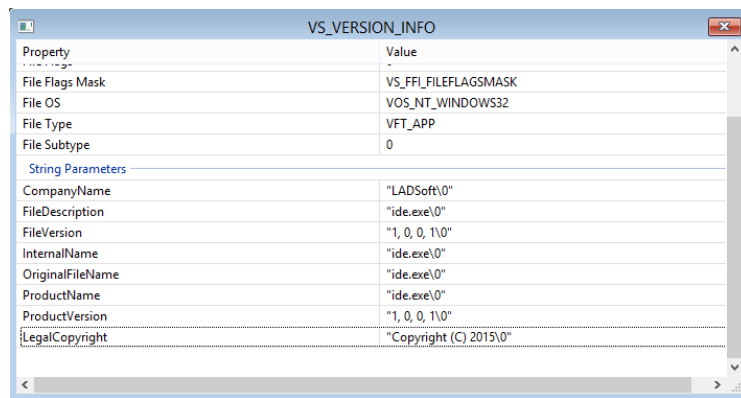 VS_VERSION_INFO
Property Value
File Flags Mask VS_FFI_FILEFLAGSMASK
File OS VOS_NT_WINDOWS32
File Type VFT_APP
File Subtype 0
String Parameters
CompanyName "LADSoft\0"
FileDescription "ide.exe\0"
FileVersion "1, 0, 0, 1\0"
InternalName "ide.exe\0"
OriginalFileName "ide.exe\0"
ProductName "ide.exe\0"
ProductVersion "1, 0, 0, 1\0"
LegalCopyright "Copyright (C) 2015\0"